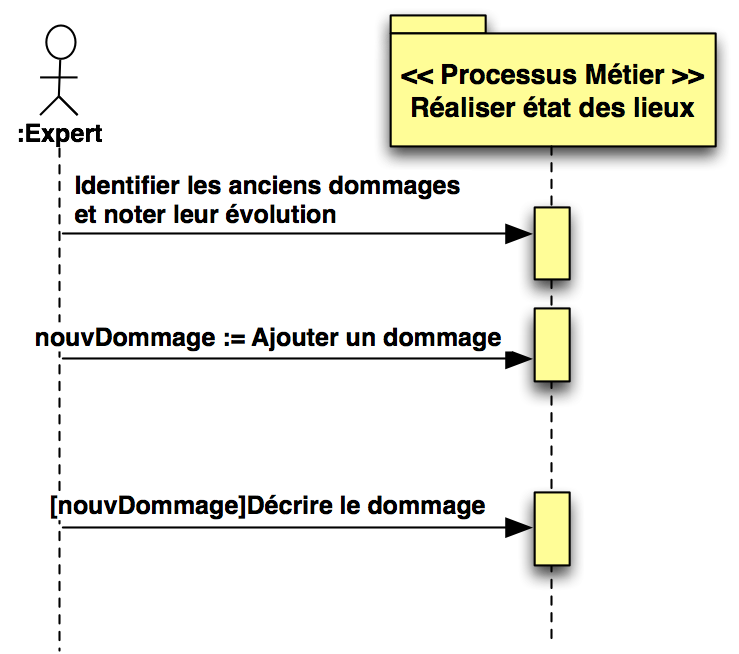 << Processus Métier >>
Réaliser état des lieux
:Expert
Identifier les anciens dommages
et noter leur évolution
nouvDommage := Ajouter un dommage
[nouvDommage]Décrire le dommage